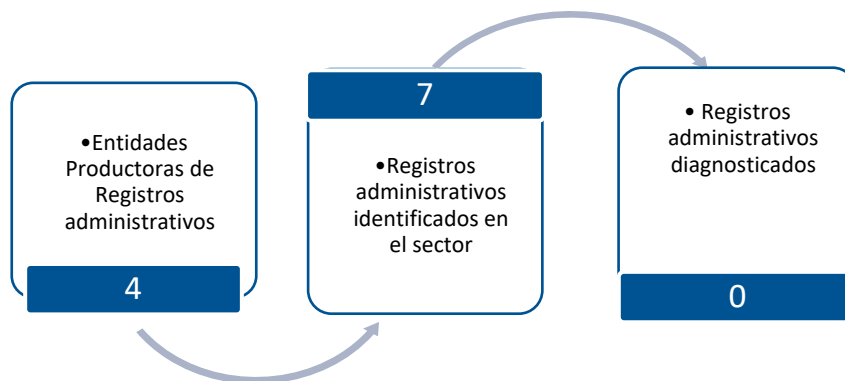 •Entidades
Productoras de
Registros
administrativos
4
7
•Registros
administrativos
identificados en
el sector
• Registros
administrativos
diagnosticados
0